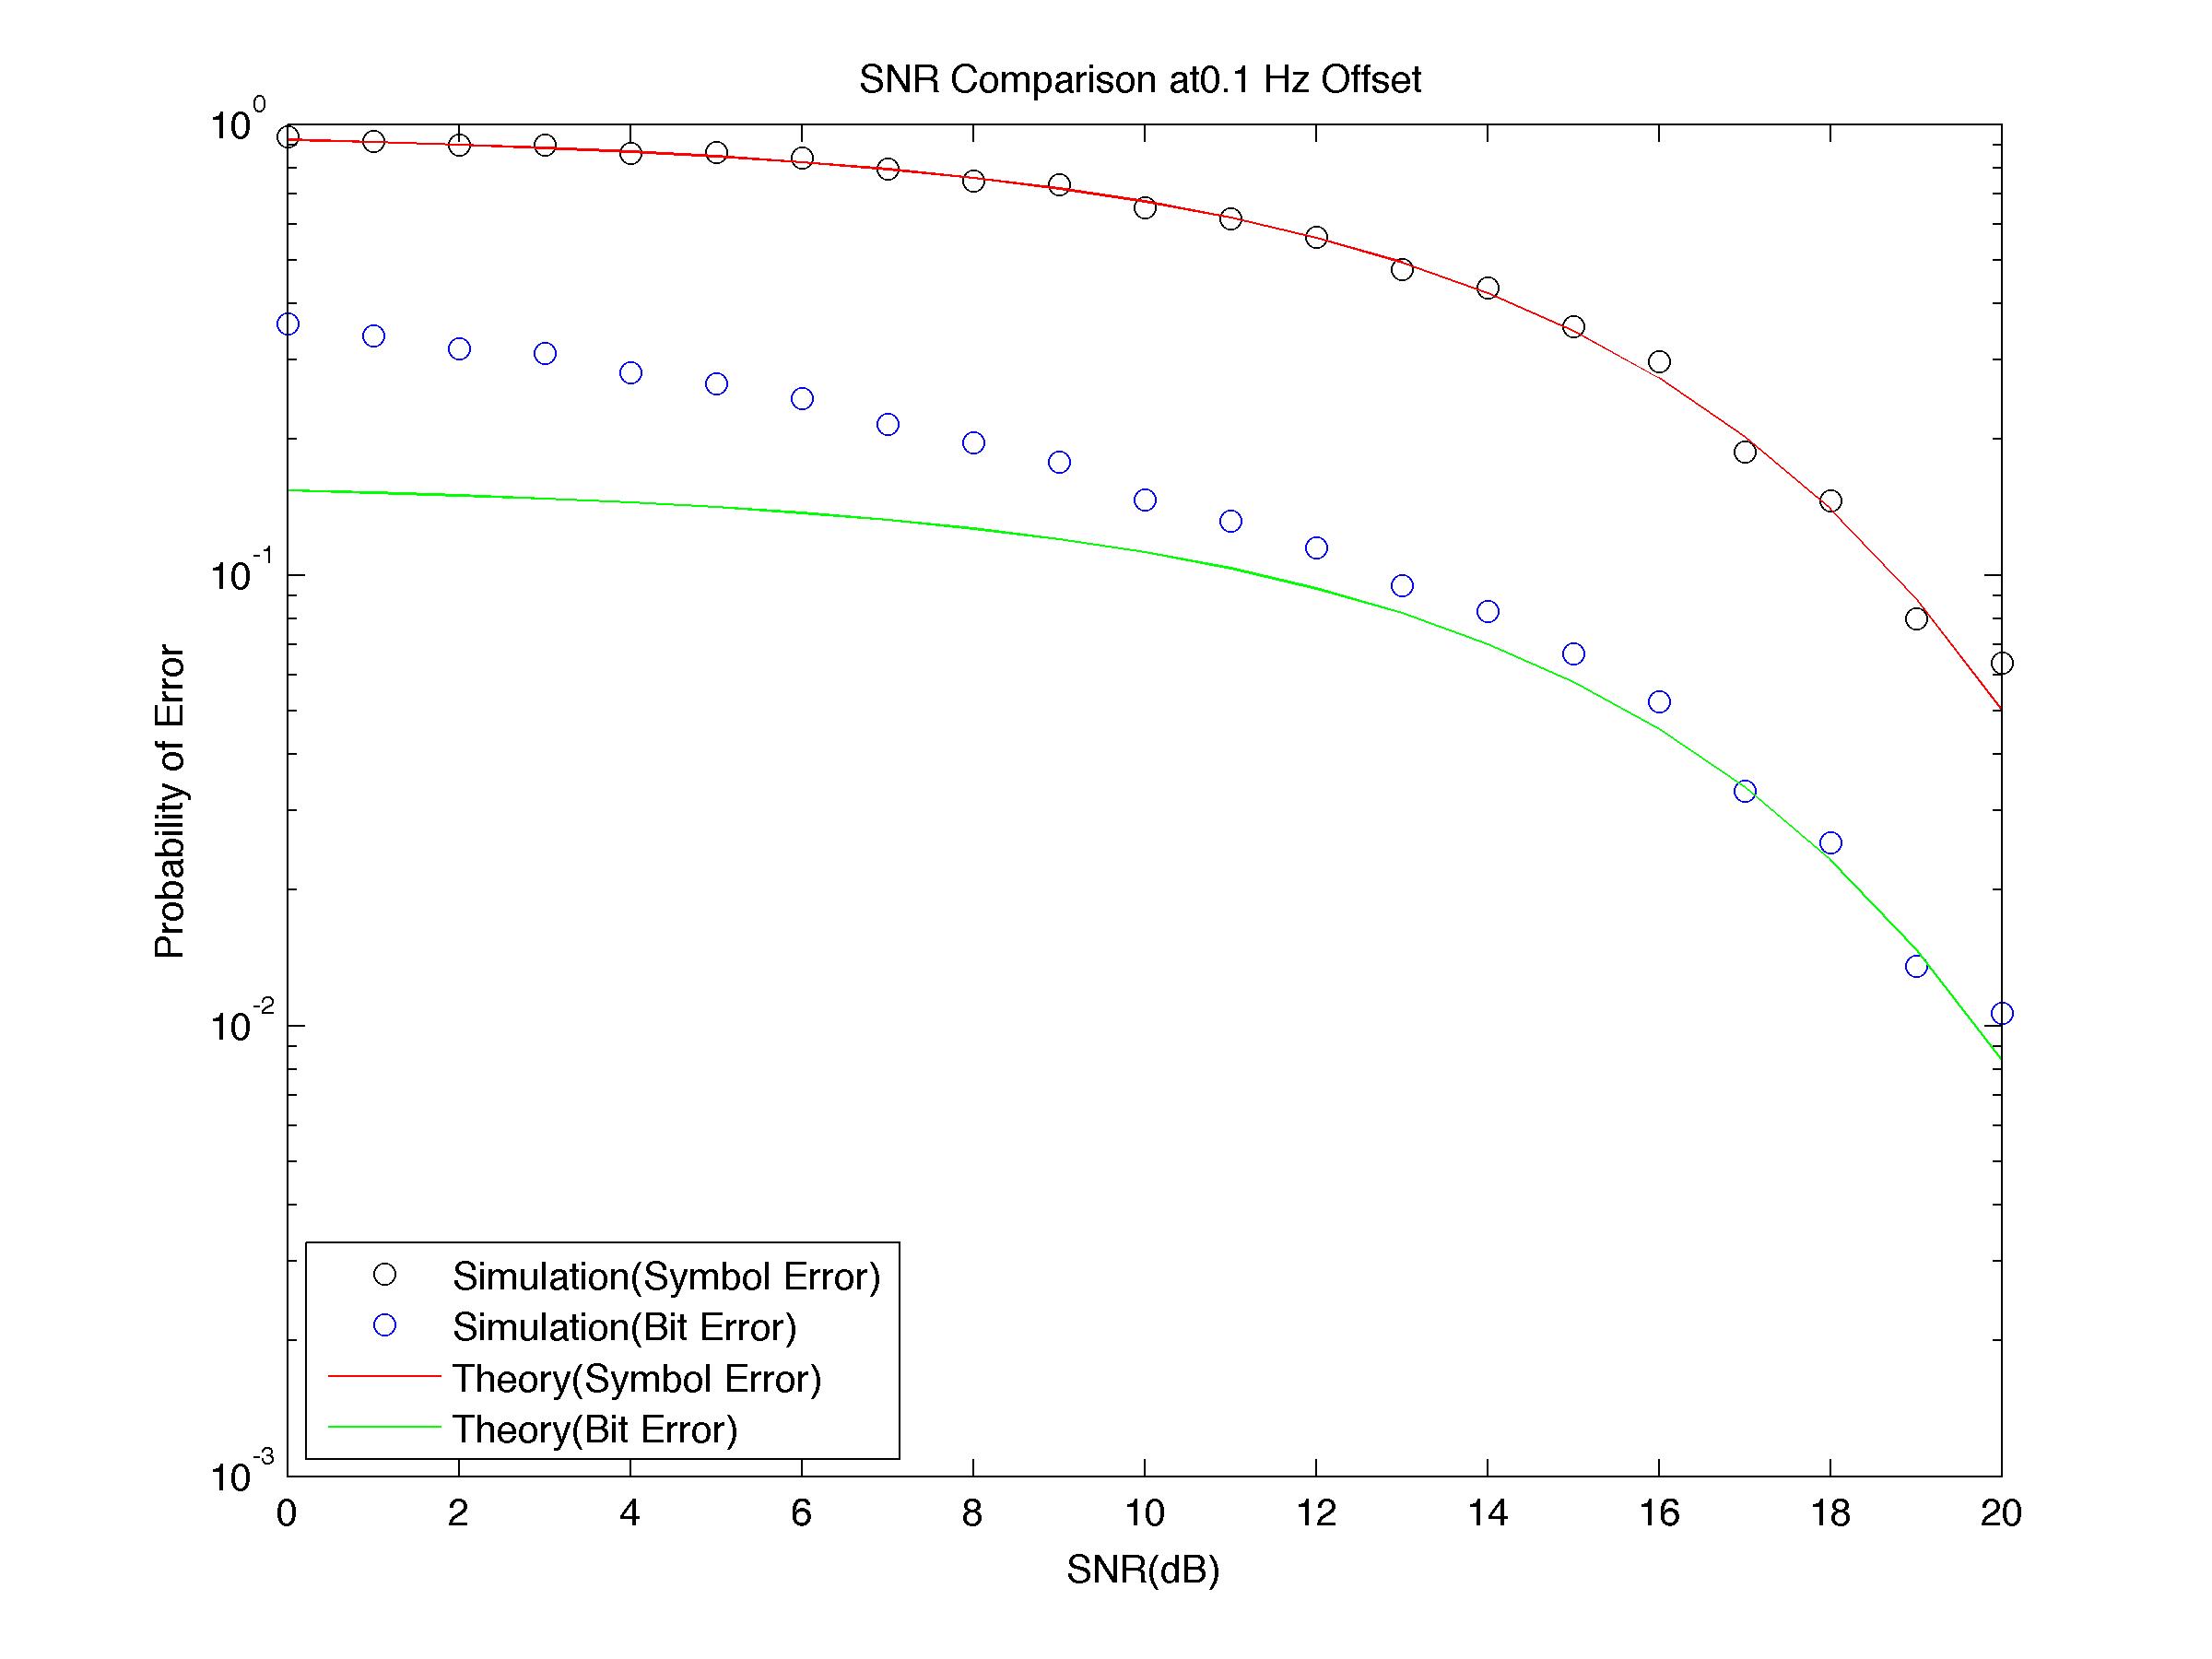 SNR Comparison at0.1 Hz Offset
10^0
10^-1
10^-2
10^-3
Probability of Error
Simulation(Symbol Error)
Simulation(Bit Error)
Theory(Symbol Error)
Theory(Bit Error)
0 2 4 6 8 10 12 14 16 18 20
SNR(dB)